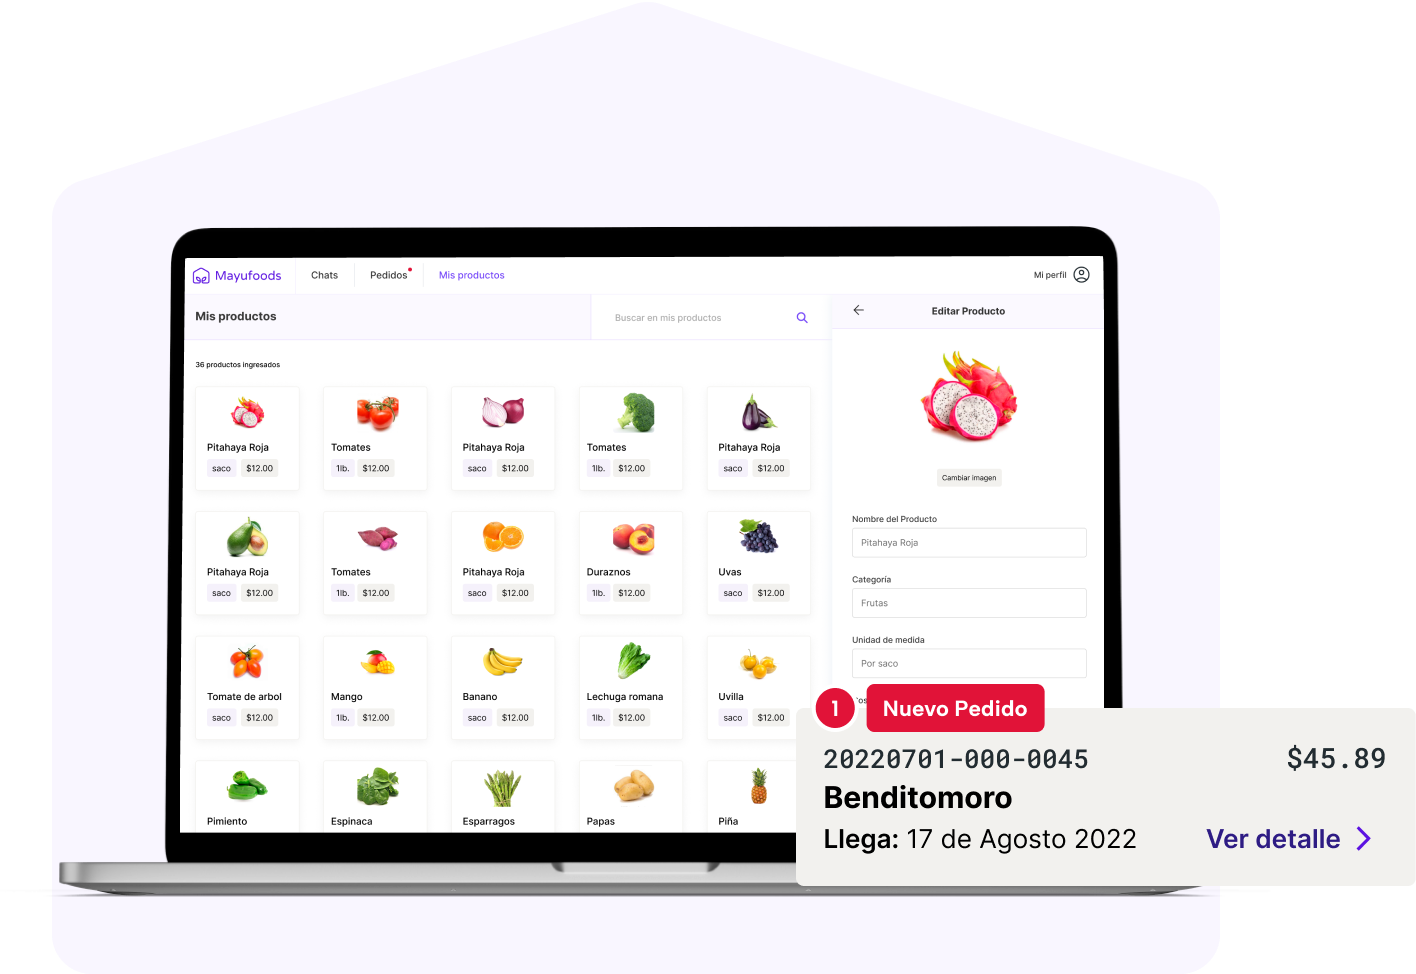 Mayufoods
Chats
Pedidos
Mis productos
Mi perfil
Mis productos
Buscar en mis productos
Editar Producto
36 productos ingresados
Pitahaya Roja
saco $12.00
Tomates
1lb. $12.00
Pitahaya Roja
saco $12.00
Tomates
1lb. $12.00
Pitahaya Roja
saco $12.00
Pitahaya Roja
saco $12.00
Tomates
1lb. $12.00
Pitahaya Roja
saco $12.00
Duraznos
1lb. $12.00
Uvas
saco $12.00
Tomate de arbol
saco $12.00
Mango
1lb. $12.00
Banano
saco $12.00
Lechuga romana
1lb. $12.00
Uvilla
saco $12.00
Pimiento
Espinaca
Esparragos
Papas
Piña
Cambiar imagen
Nombre del Producto
Pitahaya Roja
Categoría
Frutas
Unidad de medida
Por saco
1
Nuevo Pedido
20220701-000-0045
$45.89
Benditomoro
Llega: 17 de Agosto 2022
Ver detalle